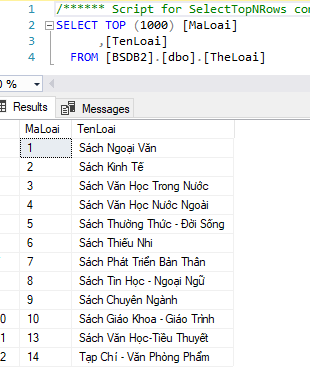 1 /****** Script for SelectTopNRows con
2 SELECT TOP (1000) [MaLoai]
3 ,[TenLoai]
4 FROM [BSDB2].[dbo].[TheLoai]
0 %
Results Messages
MaLoai TenLoai
1 Sách Ngoại Văn
2 Sách Kinh Tế
3 Sách Văn Học Trong Nước
4 Sách Văn Học Nước Ngoài
5 Sách Thường Thức - Đời Sống
6 Sách Thiếu Nhi
7 Sách Phát Triển Bản Thân
8 Sách Tin Học - Ngoại Ngữ
9 Sách Chuyên Ngành
0 10 Sách Giáo Khoa - Giáo Trình
1 13 Sách Văn Học-Tiểu Thuyết
2 14 Tạp Chí - Văn Phòng Phẩm